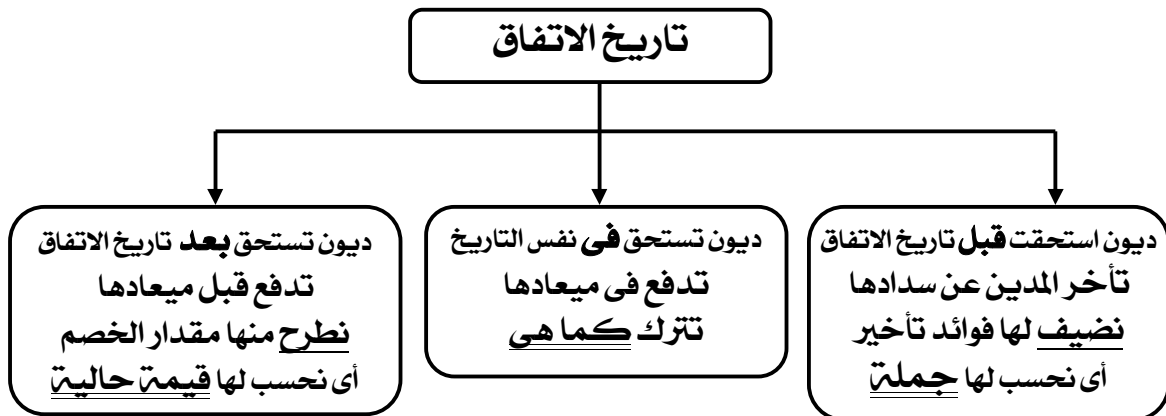 تاريخ الاتفاق
ديون استحقت قبل تاريخ الاتفاق
تأخر المدين عن سدادها
نضيف لها فوائد تأخير
أى نحسب لها جملة
ديون تستحق فى نفس التاريخ
تدفع فى ميعادها
تترك كما هي
ديون تستحق بعد تاريخ الاتفاق
تدفع قبل ميعادها
نطرح منها مقدار الخصم
أى نحسب لها قيمة حالية